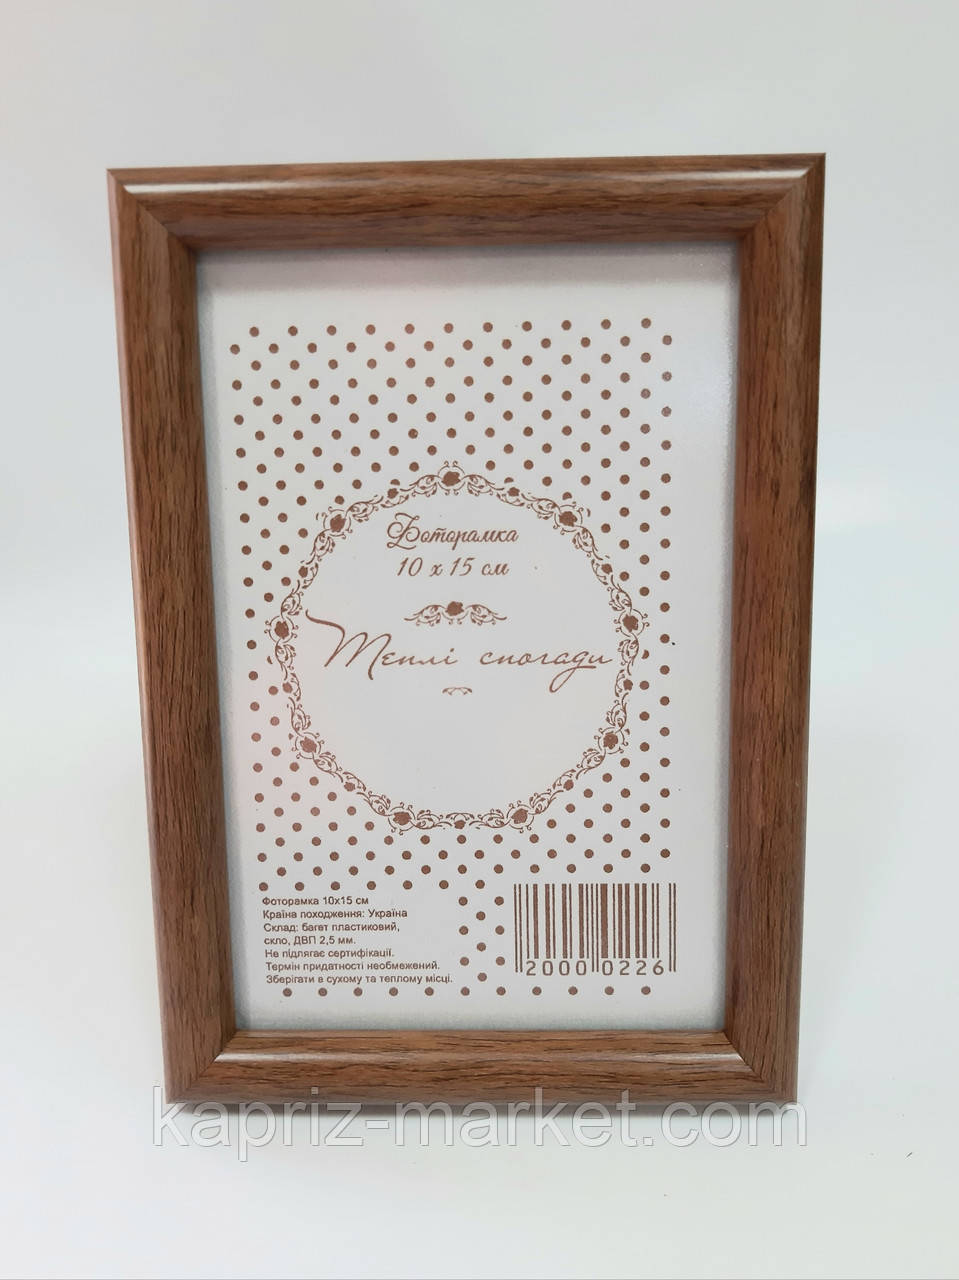 Фоторамка
10 х 15 см
Теплі спогади
Фоторамка 10х15 см
Країна походження: Україна
Склад: багет пластиковий,
скло, ДВП 2,5 мм.
Не підлягає сертифікації.
Термін придатності необмежений.
Зберігати в сухому та теплому місці.
2000 0226
kapriz-market.com